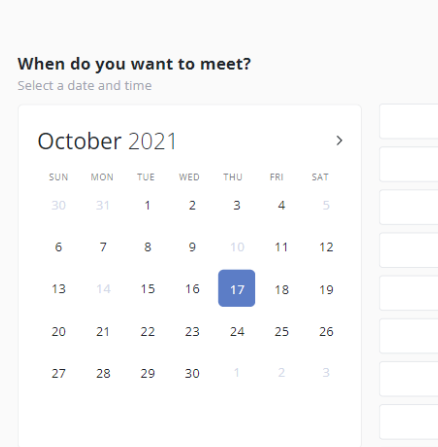 When do you want to meet?
Select a date and time
October 2021 >
SUN MON TUE WED THU FRI SAT
30 31 1 2 3 4 5
6 7 8 9 10 11 12
13 14 15 16 17 18 19
20 21 22 23 24 25 26
27 28 29 30 1 2 3